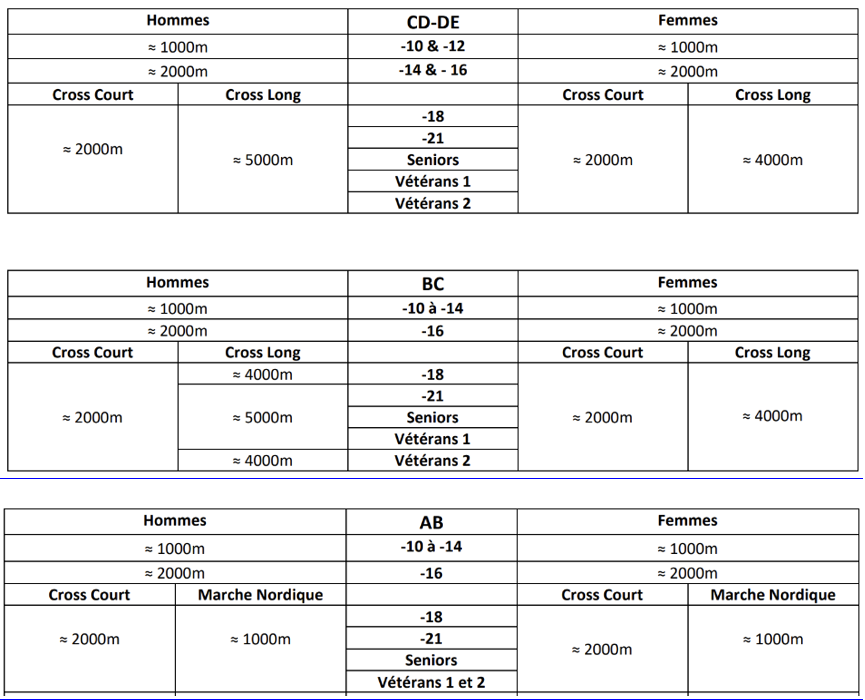 Hommes CD-DE Femmes
≈ 1000m -10 & -12 ≈ 1000m
≈ 2000m -14 & - 16 ≈ 2000m
Cross Court Cross Long Cross Court Cross Long
-18
-21
≈ 2000m ≈ 5000m Seniors ≈ 2000m ≈ 4000m
Vétérans 1
Vétérans 2
Hommes BC Femmes
≈ 1000m -10 à -14 ≈ 1000m
≈ 2000m -16 ≈ 2000m
Cross Court Cross Long Cross Court Cross Long
≈ 4000m -18
-21
≈ 2000m ≈ 5000m Seniors ≈ 2000m ≈ 4000m
Vétérans 1
≈ 4000m Vétérans 2
Hommes AB Femmes
≈ 1000m -10 à -14 ≈ 1000m
≈ 2000m -16 ≈ 2000m
Cross Court Marche Nordique Cross Court Marche Nordique
-18
≈ 2000m ≈ 1000m -21 ≈ 2000m ≈ 1000m
Seniors
Vétérans 1 et 2